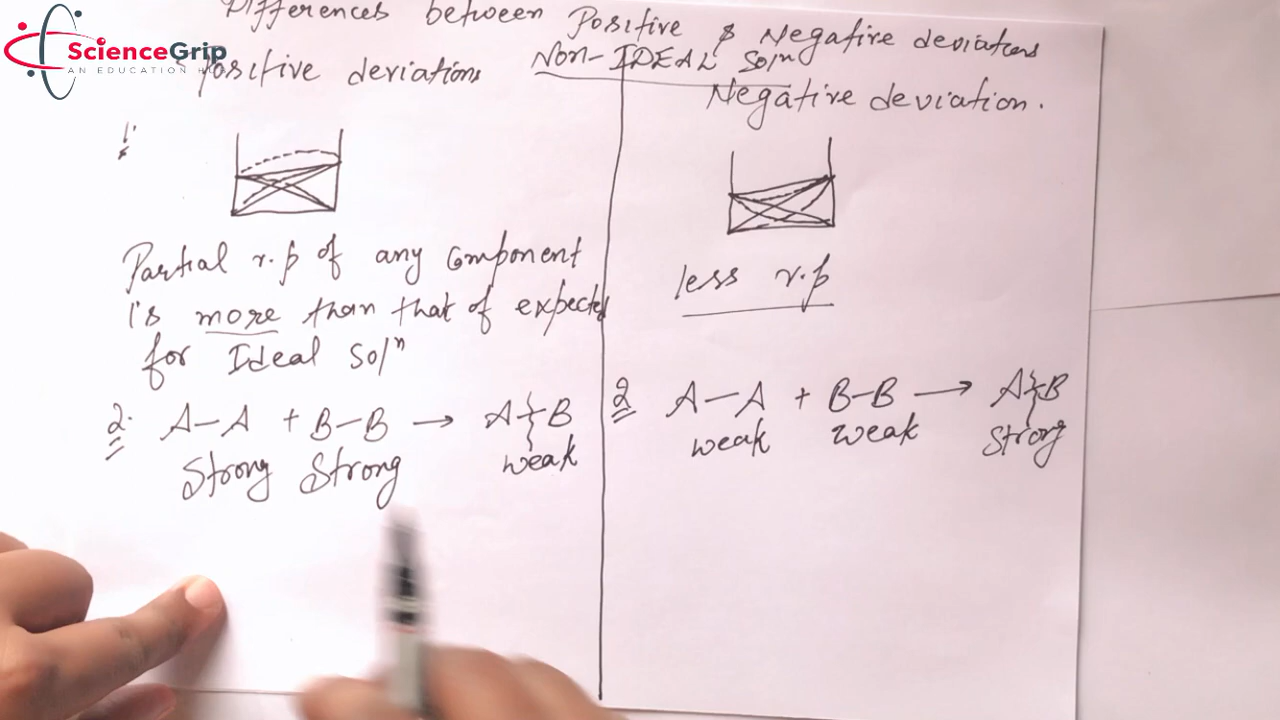 ScienceGrip
AN EDUCATION H
Differences between Positive & Negative deviations
Non-IDEAL Solⁿ
Positive deviations
Negative deviation.
1.
Partial v.p of any Component
is more than that of expected
for Ideal Solⁿ
less v.p
2. A-A + B-B → A-B
Strong Strong weak
2 A-A + B-B → A-B
weak weak Strong